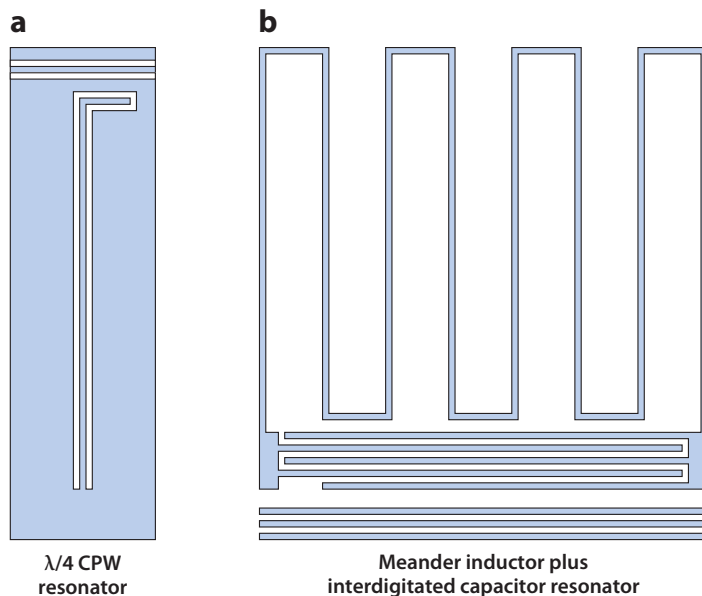 a
b
λ/4 CPW
resonator
Meander inductor plus
interdigitated capacitor resonator